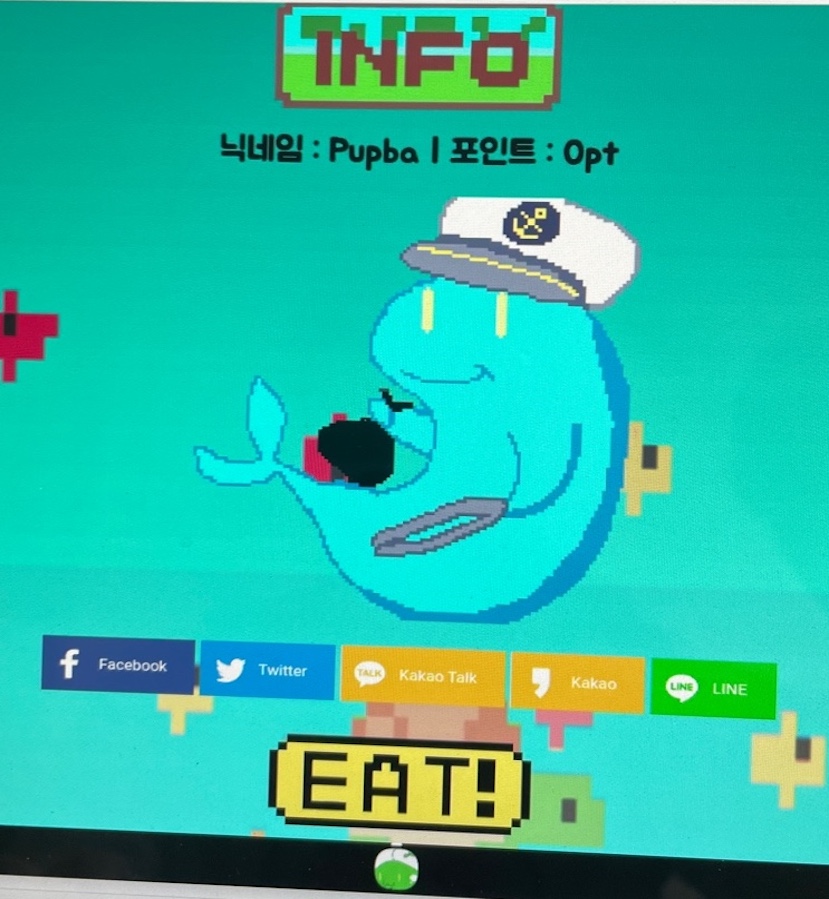 INFO
닉네임 : Pupba | 포인트 : 0pt
Facebook
Twitter
TALK
Kakao Talk
Kakao
LINE
LINE
EAT!